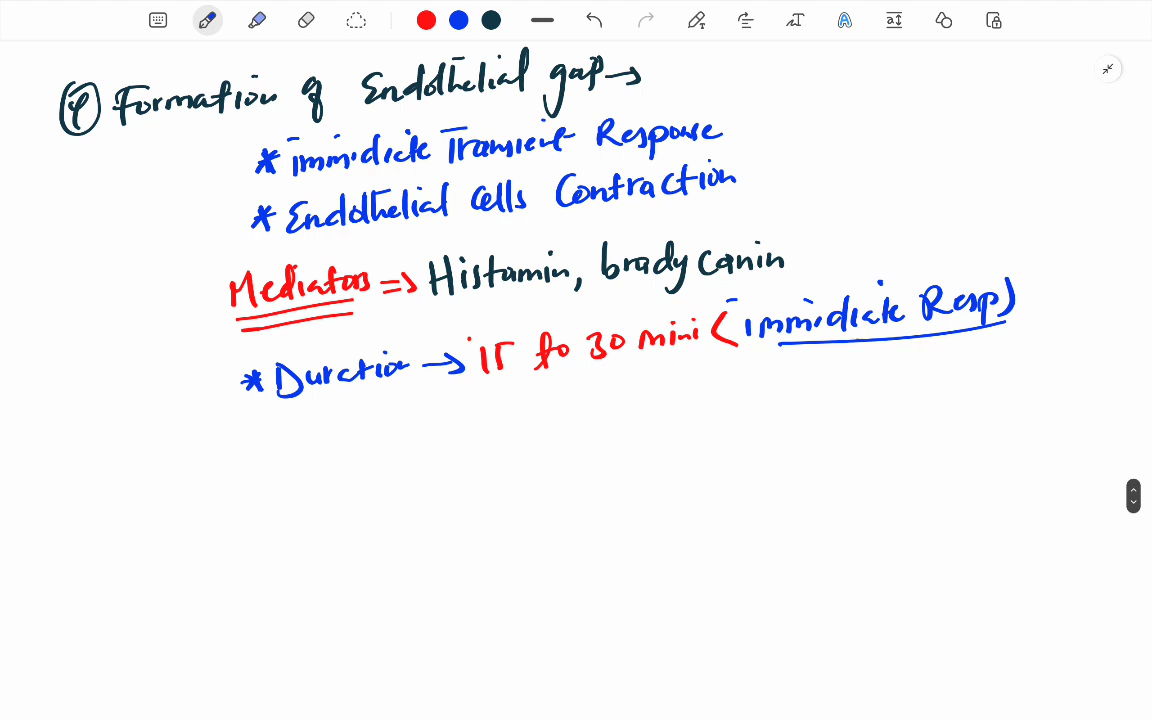 ④ Formation of Endothelial gap→
* immidiate Transient Response
* Endothelial cells Contraction
Mediators ⇒ Histamin, bradycanin
* Duration → 15 to 30 mini (immidiate Resp)